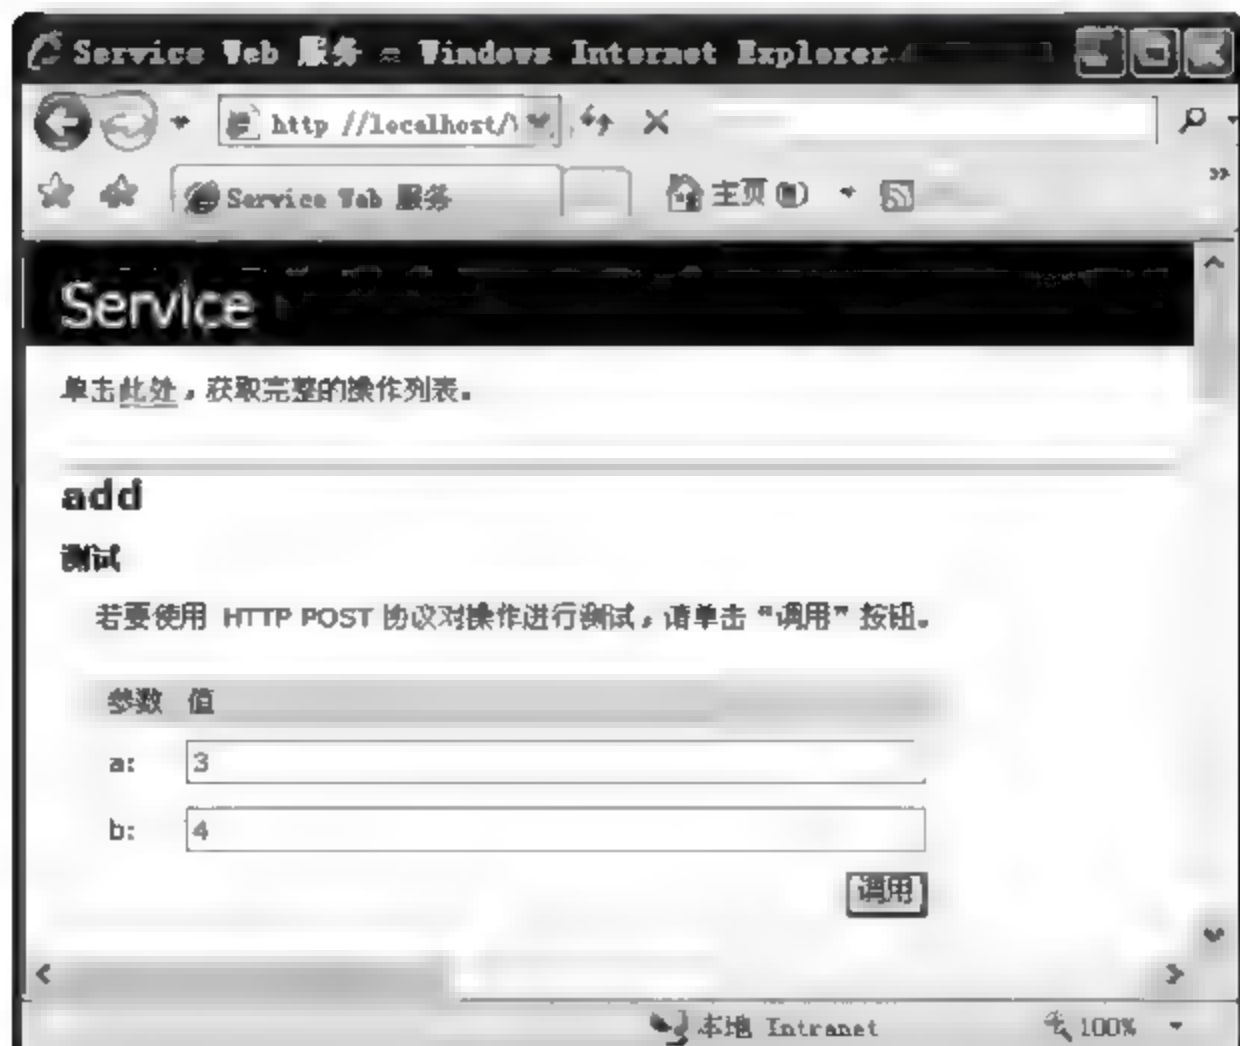 Service Web 服务 - Windows Internet Explorer
http //localhost/
Service Web 服务
主页
Service
单击此处，获取完整的操作列表。
add
测试
若要使用 HTTP POST 协议对操作进行测试，请单击“调用”按钮。
参数 值
a: 3
b: 4
调用
本地 Intranet 100%